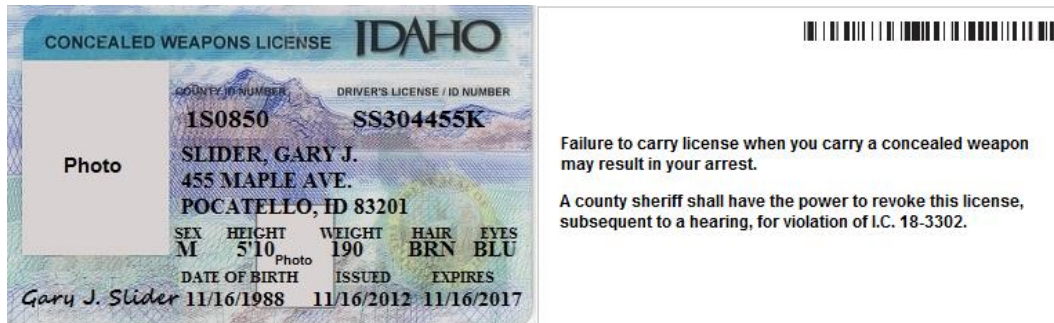 CONCEALED WEAPONS LICENSE IDAHO
COUNTY ID NUMBER DRIVER'S LICENSE / ID NUMBER
1S0850 SS304455K
Photo
SLIDER, GARY J.
455 MAPLE AVE.
POCATELLO, ID 83201
SEX HEIGHT WEIGHT HAIR EYES
M 5'10 190 BRN BLU
Photo
DATE OF BIRTH ISSUED EXPIRES
Gary J. Slider 11/16/1988 11/16/2012 11/16/2017
Failure to carry license when you carry a concealed weapon
may result in your arrest.
A county sheriff shall have the power to revoke this license,
subsequent to a hearing, for violation of I.C. 18-3302.